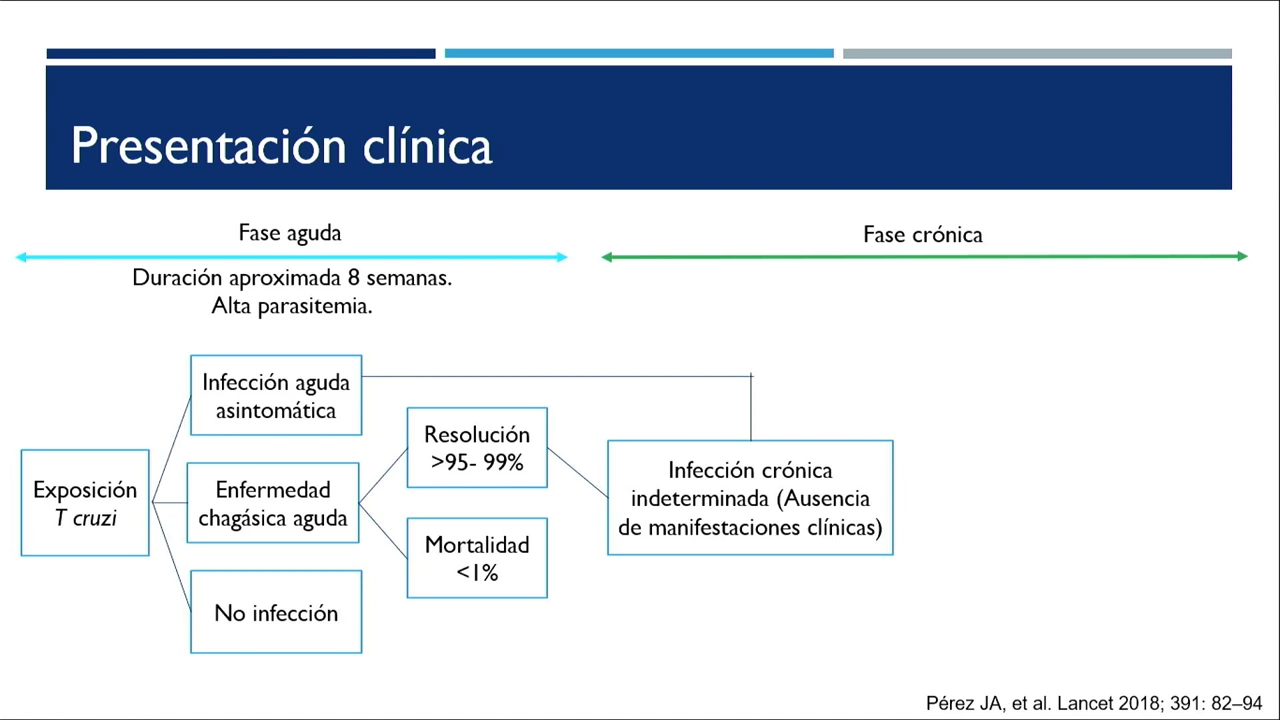 Presentación clínica
Fase aguda
Fase crónica
Duración aproximada 8 semanas.
Alta parasitemia.
Infección aguda
asintomática
Resolución
>95- 99%
Exposición
T cruzi
Enfermedad
chagásica aguda
Infección crónica
indeterminada (Ausencia
de manifestaciones clínicas)
Mortalidad
<1%
No infección
Pérez JA, et al. Lancet 2018; 391: 82–94